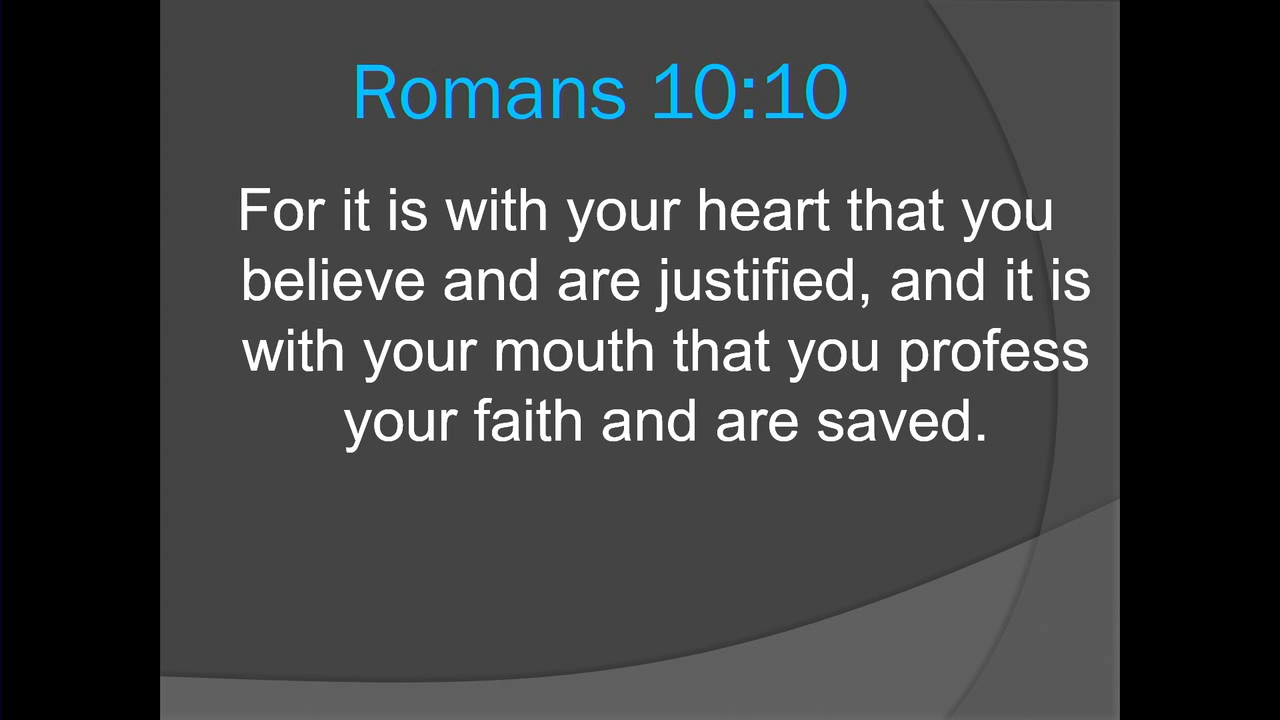 Romans 10:10
For it is with your heart that you
believe and are justified, and it is
with your mouth that you profess
your faith and are saved.